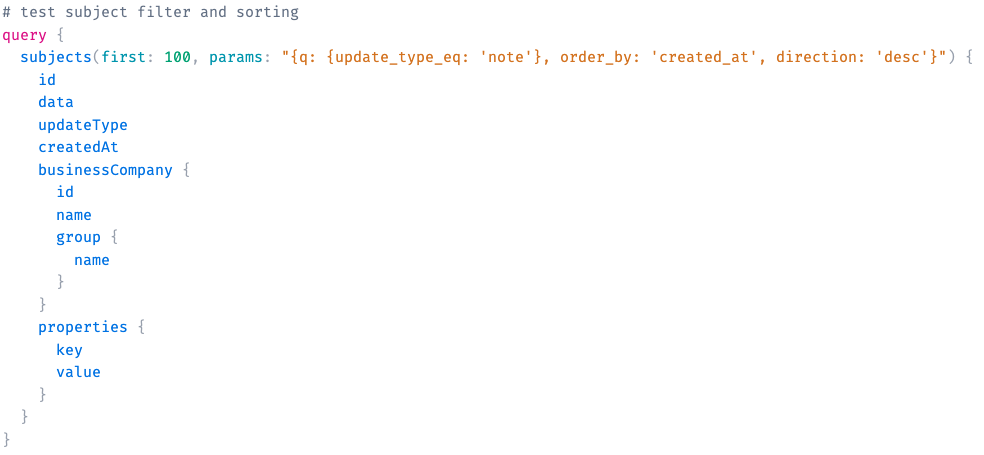 # test subject filter and sorting
query {
  subjects(first: 100, params: "{q: {update_type_eq: 'note'}, order_by: 'created_at', direction: 'desc'}") {
    id
    data
    updateType
    createdAt
    businessCompany {
      id
      name
      group {
        name
      }
    }
    properties {
      key
      value
    }
  }
}